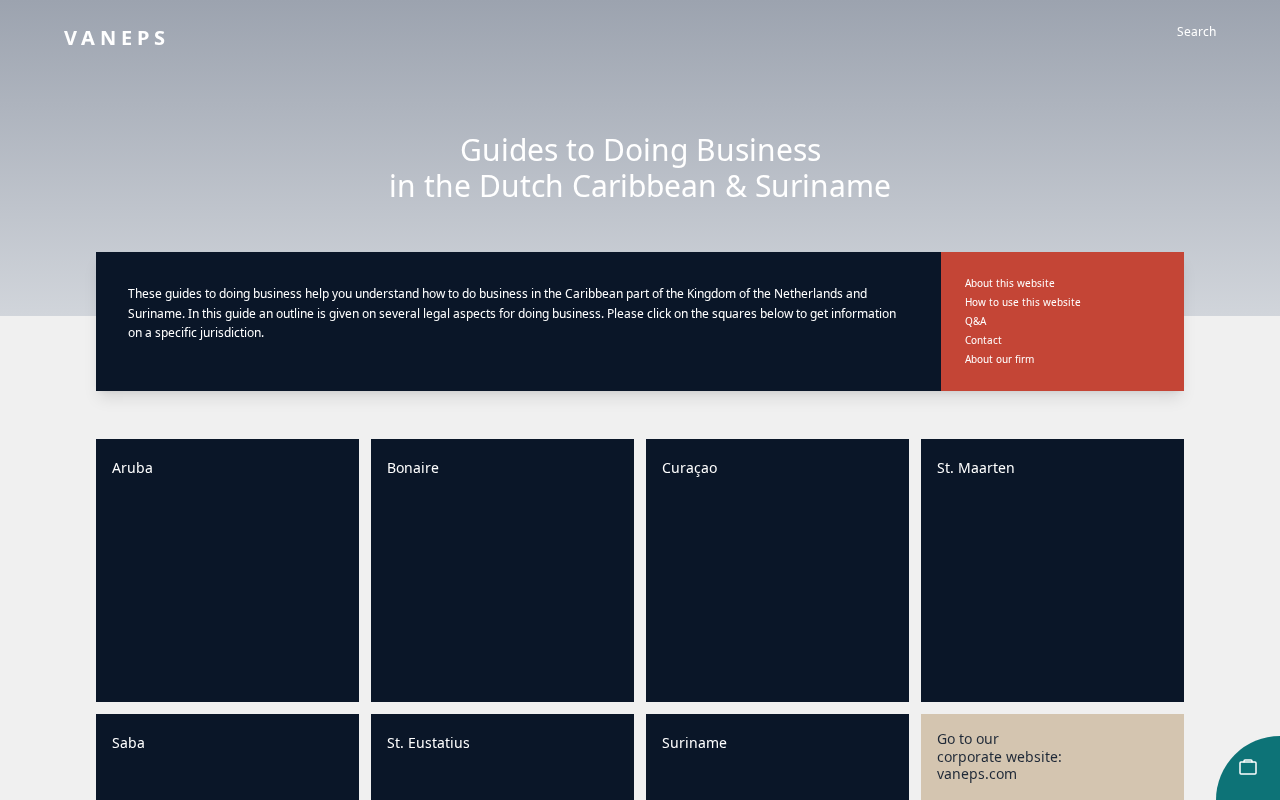 VANEPS
Search
Guides to Doing Business
in the Dutch Caribbean & Suriname
These guides to doing business help you understand how to do business in the Caribbean part of the Kingdom of the Netherlands and
Suriname. In this guide an outline is given on several legal aspects for doing business. Please click on the squares below to get information
on a specific jurisdiction.
About this website
How to use this website
Q&A
Contact
About our firm
Aruba
Bonaire
Curaçao
St. Maarten
Saba
St. Eustatius
Suriname
Go to our
corporate website:
vaneps.com